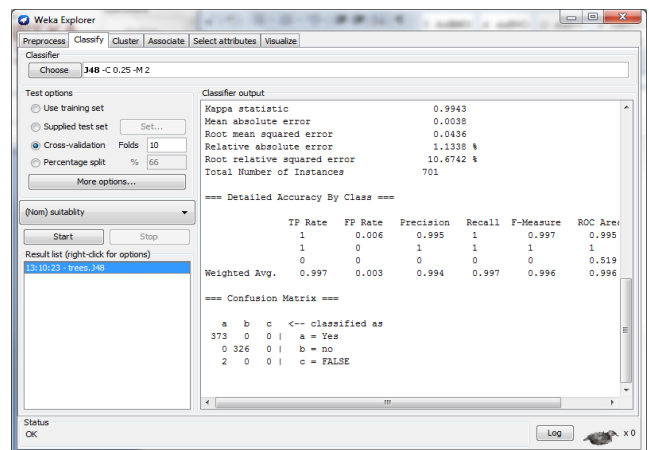 Weka Explorer
Preprocess Classify Cluster Associate Select attributes Visualize
Classifier
Choose J48 -C 0.25 -M 2
Test options
Use training set
Supplied test set Set...
Cross-validation Folds 10
Percentage split % 66
More options...
(Nom) suitablity
Start Stop
Result list (right-click for options)
13:10:23 - trees.J48
Classifier output
Kappa statistic 0.9943
Mean absolute error 0.0038
Root mean squared error 0.0436
Relative absolute error 1.1338 %
Root relative squared error 10.6742 %
Total Number of Instances 701
=== Detailed Accuracy By Class ===
TP Rate FP Rate Precision Recall F-Measure ROC Area
1 0.006 0.995 1 0.997 0.995
1 0 1 1 1 1
0 0 0 0 0 0.519
Weighted Avg. 0.997 0.003 0.994 0.997 0.996 0.996
=== Confusion Matrix ===
a b c <-- classified as
373 0 0 | a = Yes
0 326 0 | b = no
2 0 0 | c = FALSE
Status
OK
Log x 0